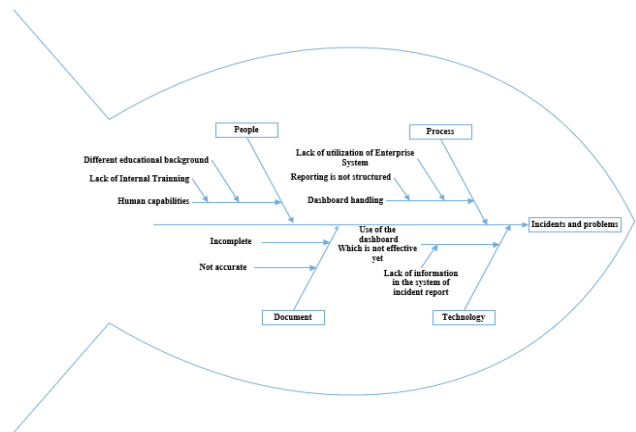 People
Process
Lack of utilization of Enterprise
System
Different educational background
Reporting is not structured
Lack of Internal Trainning
Human capabilities
Dashboard handling
Incidents and problems
Use of the
dashboard
Which is not effective
yet
Incomplete
Not accurate
Lack of information
in the system of
incident report
Document
Technology